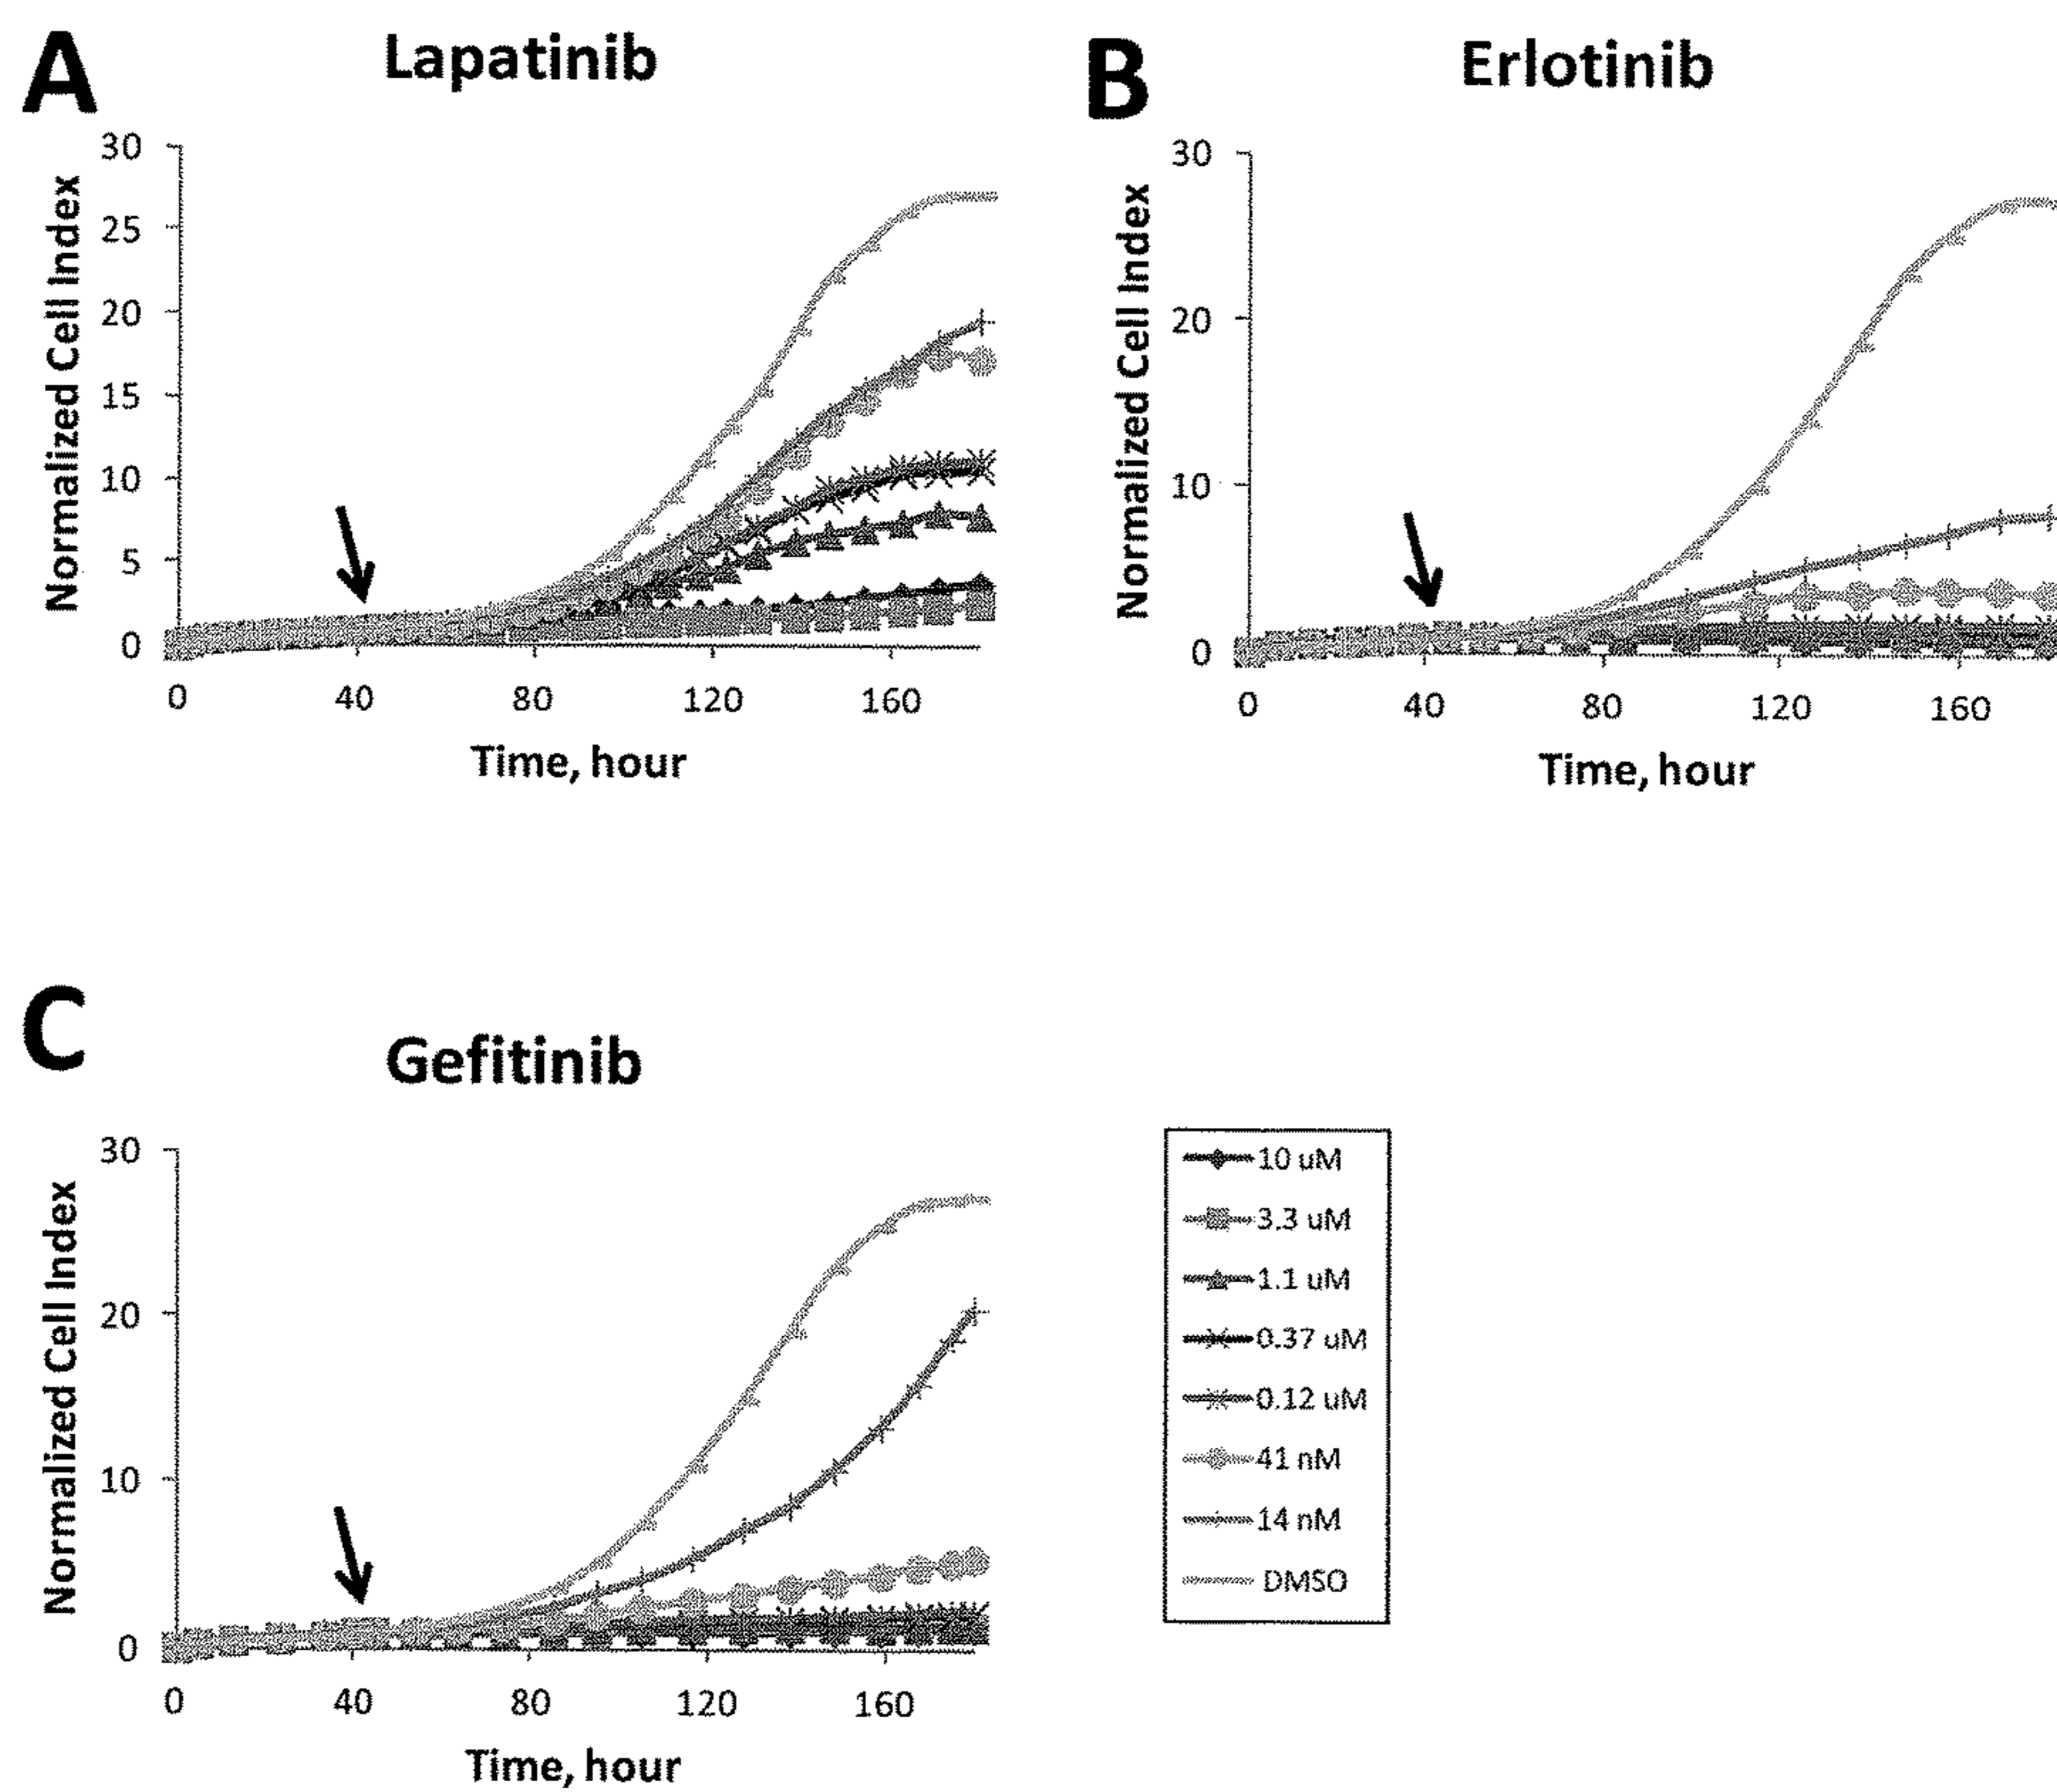 A
Lapatinib
Normalized Cell Index
30
25
20
15
10
5
0
0 40 80 120 160
Time, hour
B
Erlotinib
Normalized Cell Index
30
20
10
0
0 40 80 120 160
Time, hour
C
Gefitinib
Normalized Cell Index
30
20
10
0
0 40 80 120 160
Time, hour
10 uM
3.3 uM
1.1 uM
0.37 uM
0.12 uM
41 nM
14 nM
DMSO